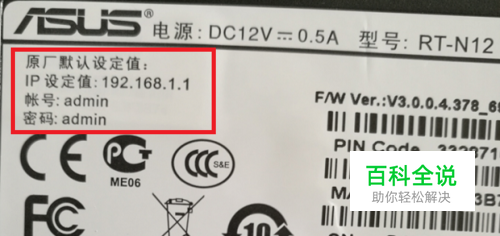 ASUS 电源: DC12V 0.5A 型号: RT-N12
原厂默认设定值:
IP 设定值: 192.168.1.1
帐号: admin
密码: admin
F/W Ver.:V3.0.0.4.378
PIN Code
ME06
S&E
百科全说
助你轻松解决
FC
10